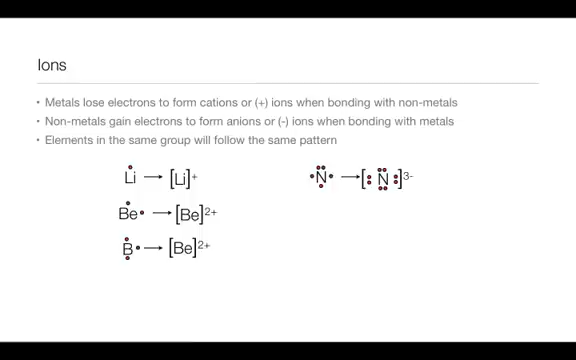 Ions
• Metals lose electrons to form cations or (+) ions when bonding with non-metals
• Non-metals gain electrons to form anions or (-) ions when bonding with metals
• Elements in the same group will follow the same pattern
Li → [Li]+
N → [N]3-
Be → [Be]2+
B → [Be]2+